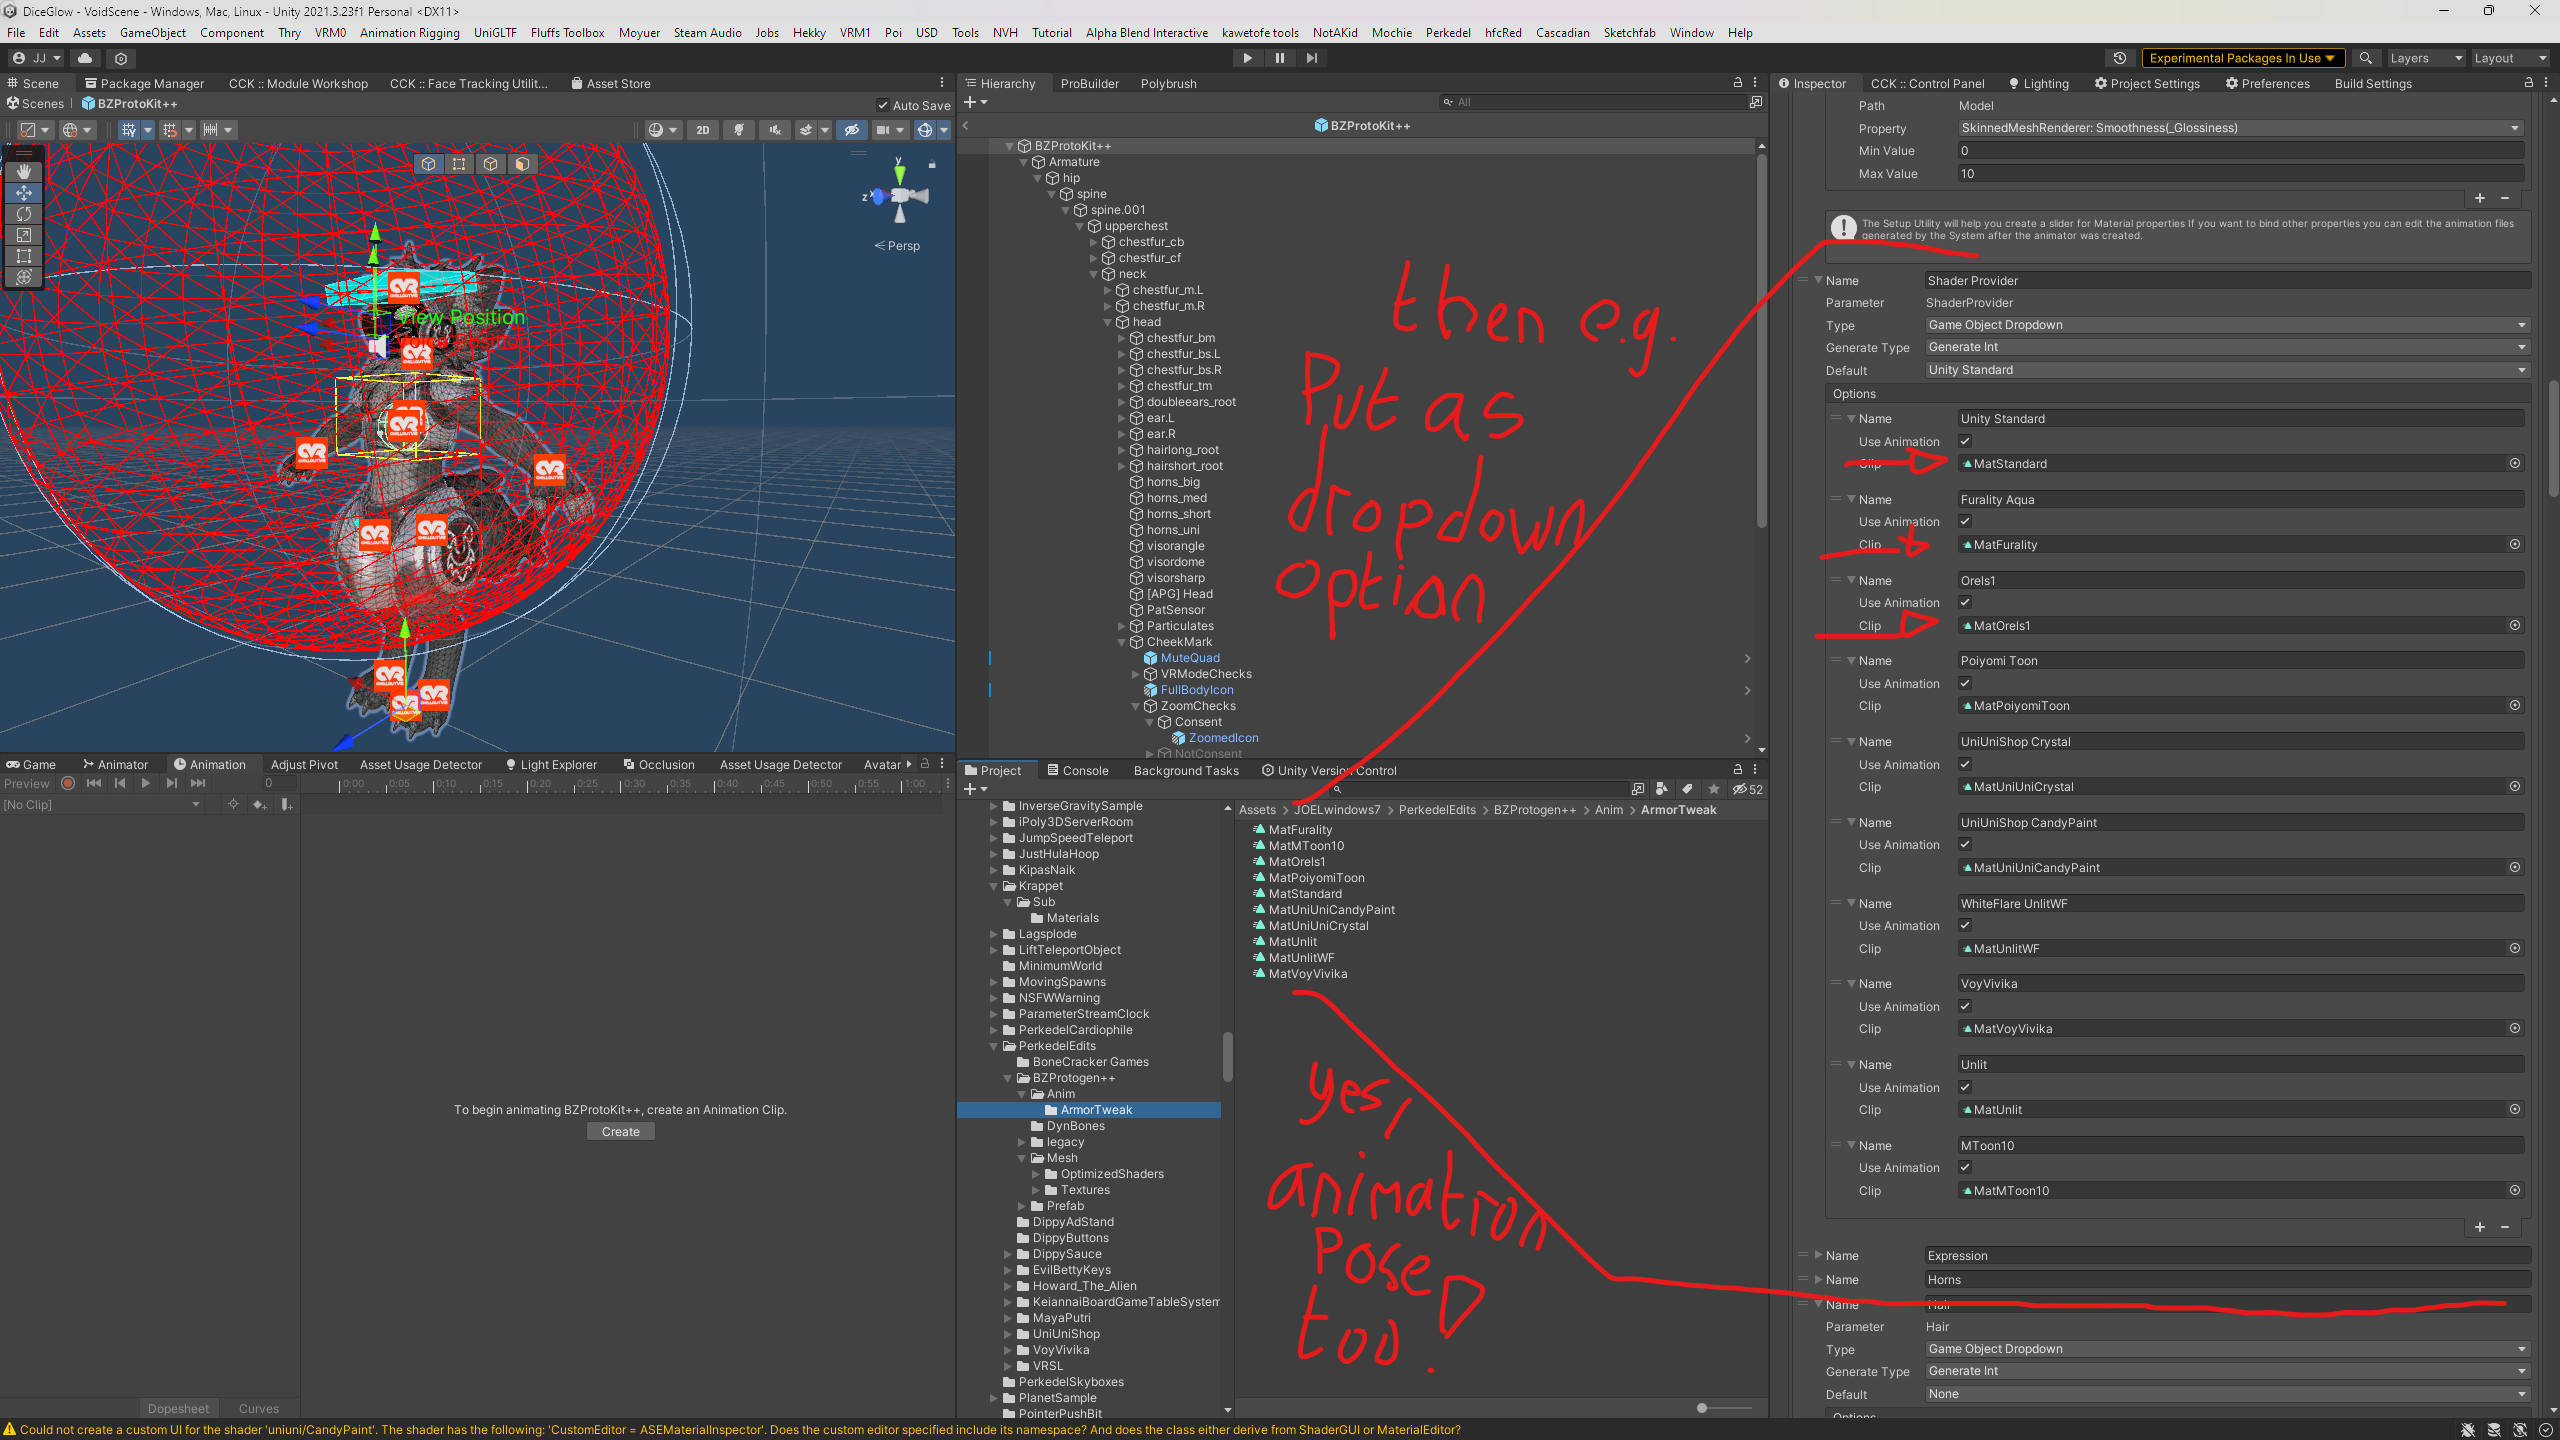 DiceGlow - VoidScene - Windows, Mac, Linux - Unity 2021.3.23f1 Personal <DX11>
File Edit Assets GameObject Component Thry VRM0 Animation Rigging UniGLTF Fluffs Toolbox Moyuer Steam Audio Jobs Hekky VRM1 Poi USD Tools NVH Tutorial Alpha Blend Interactive kawetofe tools NotAKid Mochie Perkedel hfcRed Cascadian Sketchfab Window Help
JJ
Experimental Packages In Use
Layers
Layout
Scene
Package Manager
CCK :: Module Workshop
CCK :: Face Tracking Utilit...
Asset Store
Scenes
BZProtoKit++
Auto Save
2D
y
z
Persp
View Position
Game
Animator
Animation
Adjust Pivot
Asset Usage Detector
Light Explorer
Occlusion
Asset Usage Detector
Avatar
Preview
0
0:00 0:05 0:10 0:15 0:20 0:25 0:30 0:35 0:40 0:45 0:50 0:55 1:00
[No Clip]
To begin animating BZProtoKit++, create an Animation Clip.
Create
Dopesheet
Curves
Hierarchy
ProBuilder
Polybrush
All
BZProtoKit++
BZProtoKit++
Armature
hip
spine
spine.001
upperchest
chestfur_cb
chestfur_cf
neck
chestfur_m.L
chestfur_m.R
head
chestfur_bm
chestfur_bs.L
chestfur_bs.R
chestfur_tm
doubleears_root
ear.L
ear.R
hairlong_root
hairshort_root
horns_big
horns_med
horns_short
horns_uni
visorangle
visordome
visorsharp
[APG] Head
PatSensor
Particulates
CheekMark
MuteQuad
VRModeChecks
FullBodyIcon
ZoomChecks
Consent
ZoomedIcon
NotConsent
then e.g.
Put as
dropdown
option
Project
Console
Background Tasks
Unity Version Control
52
InverseGravitySample
iPoly3DServerRoom
JumpSpeedTeleport
JustHulaHoop
KipasNaik
Krappet
Sub
Materials
Lagsplode
LiftTeleportObject
MinimumWorld
MovingSpawns
NSFWWarning
ParameterStreamClock
PerkedelCardiophile
PerkedelEdits
BoneCracker Games
BZProtogen++
Anim
ArmorTweak
DynBones
legacy
Mesh
OptimizedShaders
Textures
Prefab
DippyAdStand
DippyButtons
DippySauce
EvilBettyKeys
Howard_The_Alien
KeiannaiBoardGameTableSystem
MayaPutri
UniUniShop
VoyVivika
VRSL
PerkedelSkyboxes
PlanetSample
PointerPushBit
Assets > JOELwindows7 > PerkedelEdits > BZProtogen++ > Anim > ArmorTweak
MatFurality
MatMToon10
MatOrels1
MatPoiyomiToon
MatStandard
MatUniUniCandyPaint
MatUniUniCrystal
MatUnlit
MatUnlitWF
MatVoyVivika
yes,
animation
Pose
too.
Inspector
CCK :: Control Panel
Lighting
Project Settings
Preferences
Build Settings
Path Model
Property SkinnedMeshRenderer: Smoothness(_Glossiness)
Min Value 0
Max Value 10
The Setup Utility will help you create a slider for Material properties If you want to bind other properties you can edit the animation files
generated by the System after the animator was created.
Name Shader Provider
Parameter ShaderProvider
Type Game Object Dropdown
Generate Type Generate Int
Default Unity Standard
Options
Name Unity Standard
Use Animation
Clip MatStandard
Name Furality Aqua
Use Animation
Clip MatFurality
Name Orels1
Use Animation
Clip MatOrels1
Name Poiyomi Toon
Use Animation
Clip MatPoiyomiToon
Name UniUniShop Crystal
Use Animation
Clip MatUniUniCrystal
Name UniUniShop CandyPaint
Use Animation
Clip MatUniUniCandyPaint
Name WhiteFlare UnlitWF
Use Animation
Clip MatUnlitWF
Name VoyVivika
Use Animation
Clip MatVoyVivika
Name Unlit
Use Animation
Clip MatUnlit
Name MToon10
Use Animation
Clip MatMToon10
Name Expression
Name Horns
Name Hair
Parameter Hair
Type Game Object Dropdown
Generate Type Generate Int
Default None
Options
Could not create a custom UI for the shader 'uniuni/CandyPaint'. The shader has the following: 'CustomEditor = ASEMaterialInspector'. Does the custom editor specified include its namespace? And does the class either derive from ShaderGUI or MaterialEditor?